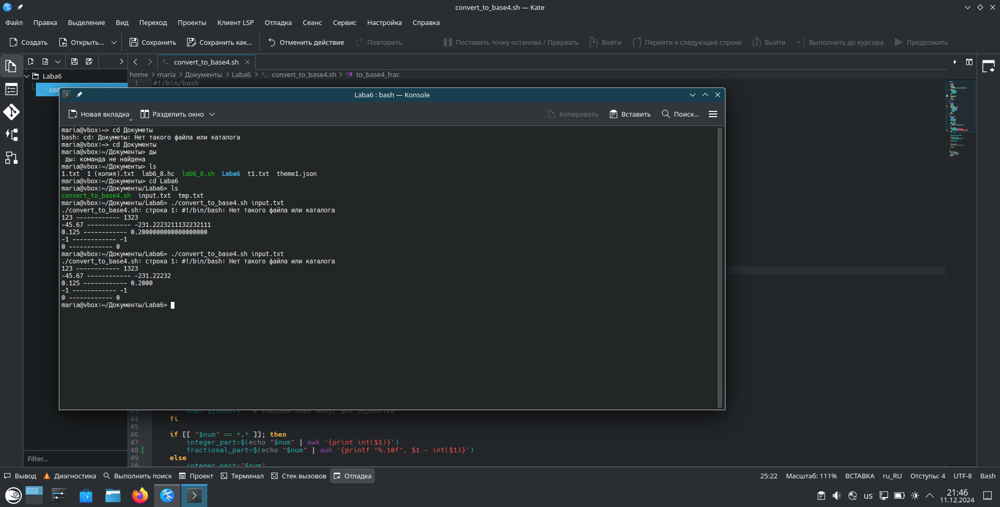 convert_to_base4.sh — Kate
Файл Правка Выделение Вид Переход Проекты Клиент LSP Отладка Сеанс Сервис Настройка Справка
Создать Открыть... Сохранить Сохранить как... Отменить действие Повторить Поставить точку останова / Прервать Войти Перейти к следующей строке Выйти Выполнить до курсора Продолжить
convert_to_base4.sh
Laba6
home > maria > Документы > Laba6 > convert_to_base4.sh > to_base4_frac
1 #!/bin/bash
Laba6 : bash — Konsole
Новая вкладка Разделить окно Копировать Вставить Поиск...
maria@vbox:~> cd Докуметы
bash: cd: Докуметы: Нет такого файла или каталога
maria@vbox:~> cd Документы
maria@vbox:~/Документы> ды
ды: команда не найдена
maria@vbox:~/Документы> ls
1.txt 1 (копия).txt lab6_8.hc lab6_8.sh Laba6 t1.txt theme1.json
maria@vbox:~/Документы> cd Laba6
maria@vbox:~/Документы/Laba6> ls
convert_to_base4.sh input.txt tmp.txt
maria@vbox:~/Документы/Laba6> ./convert_to_base4.sh input.txt
./convert_to_base4.sh: строка 1: #!/bin/bash: Нет такого файла или каталога
123 ------------ 1323
-45.67 ------------ -231.2223211132232111
0.125 ------------ 0.2000000000000000000
-1 ------------ -1
0 ------------ 0
maria@vbox:~/Документы/Laba6> ./convert_to_base4.sh input.txt
./convert_to_base4.sh: строка 1: #!/bin/bash: Нет такого файла или каталога
123 ------------ 1323
-45.67 ------------ -231.22232
0.125 ------------ 0.2000
-1 ------------ -1
0 ------------ 0
maria@vbox:~/Документы/Laba6>
43 num="${num#-}" # Убираем знак минус для обработки
44 fi
45
46 if [[ "$num" == *.* ]]; then
47 integer_part=$(echo "$num" | awk '{print int($1)}')
48 fractional_part=$(echo "$num" | awk '{printf "%.10f", $1 - int($1)}')
49 else
50 integer_part="$num"
Filter...
Вывод Диагностика Выполнить поиск Проект Терминал Стек вызовов Отладка
25:22 Масштаб: 111% ВСТАВКА ru_RU Отступы: 4 UTF-8 Bash
us
21:46
11.12.2024